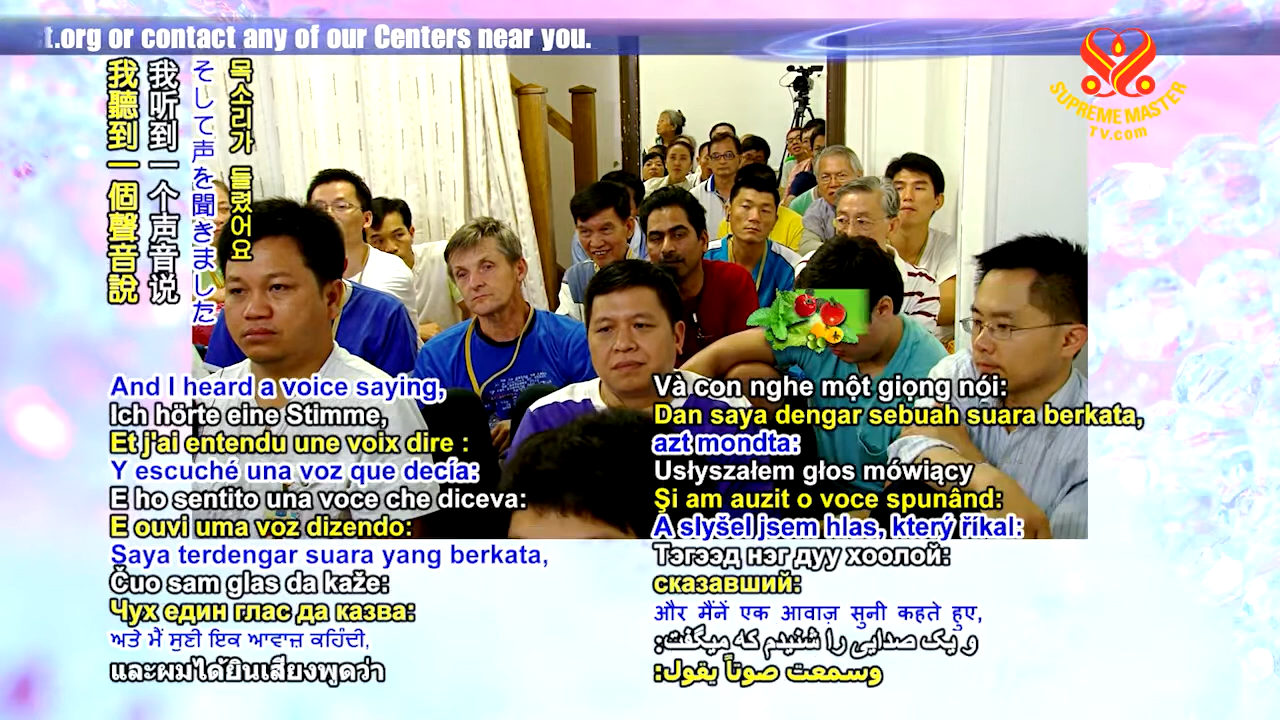 t.org or contact any of our Centers near you.
SUPREME MASTER
TV.com
我聽到一個聲音說
我听到一个声音说
そして声を聞きました
목소리가 들렸어요
And I heard a voice saying,
Ich hörte eine Stimme,
Et j'ai entendu une voix dire :
Y escuché una voz que decía:
E ho sentito una voce che diceva:
E ouvi uma voz dizendo:
Saya terdengar suara yang berkata,
Čuo sam glas da kaže:
Чух един глас да казва:
ਅਤੇ ਮੈਂ ਸੁਣੀ ਇਕ ਆਵਾਜ਼ ਕਹਿੰਦੀ,
และผมได้ยินเสียงพูดว่า
Và con nghe một giọng nói:
Dan saya dengar sebuah suara berkata,
azt mondta:
Usłyszałem głos mówiący
Şi am auzit o voce spunând:
A slyšel jsem hlas, který říkal:
Тэгээд нэг дуу хоолой:
сказавший:
और मैंनें एक आवाज़ सुनी कहते हुए,
و یک صدایی را شنیدم که میگفت:
وسمعت صوتاً يقول: